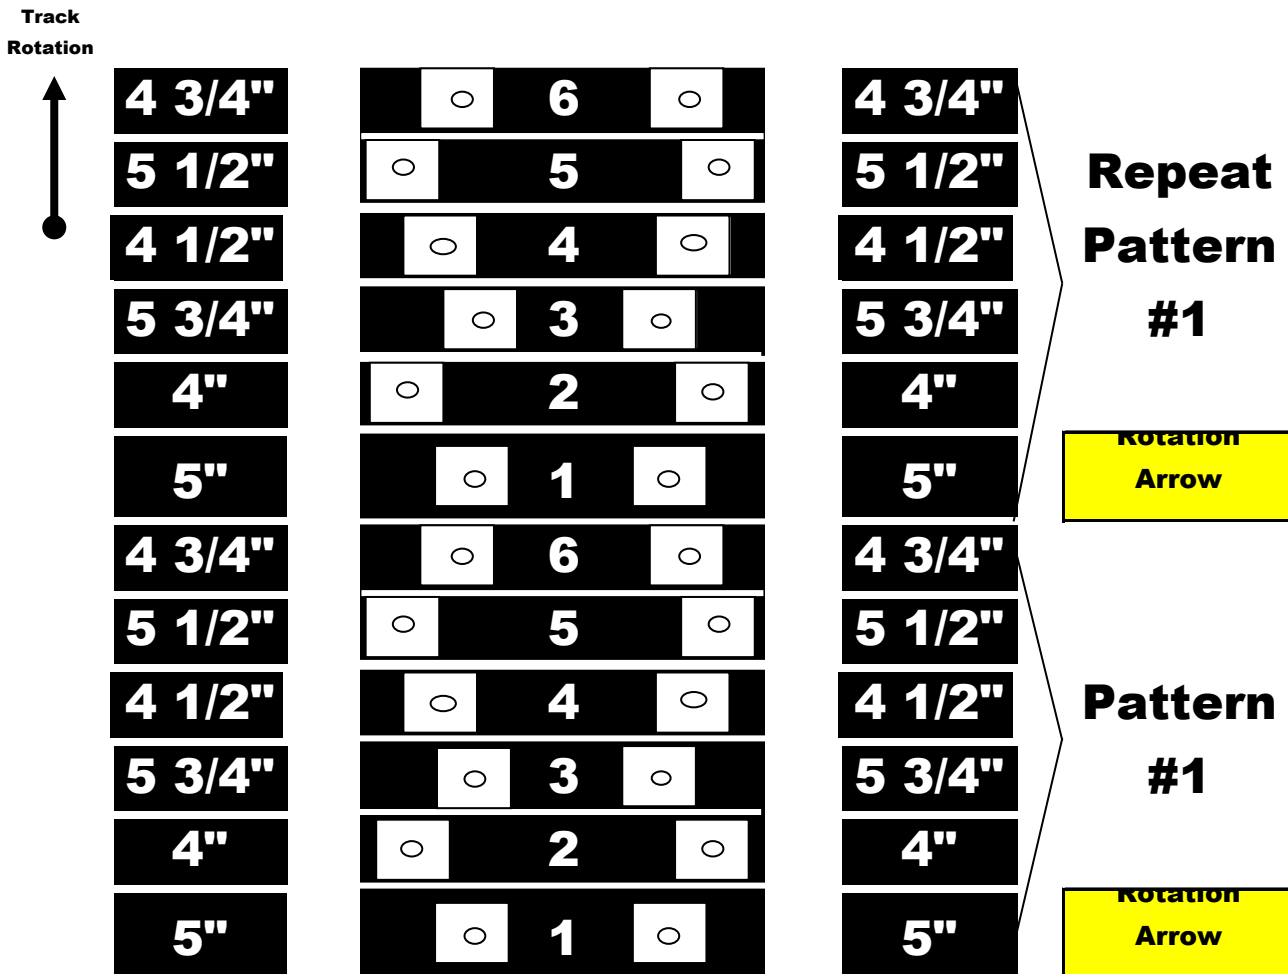 Track
Rotation
4 3/4" 6 4 3/4"
5 1/2" 5 5 1/2"
Repeat
4 1/2" 4 4 1/2"
Pattern
5 3/4" 3 5 3/4"
#1
4" 2 4"
5" 1 5"
Rotation
Arrow
4 3/4" 6 4 3/4"
5 1/2" 5 5 1/2"
4 1/2" 4 4 1/2"
Pattern
5 3/4" 3 5 3/4"
#1
4" 2 4"
5" 1 5"
Rotation
Arrow